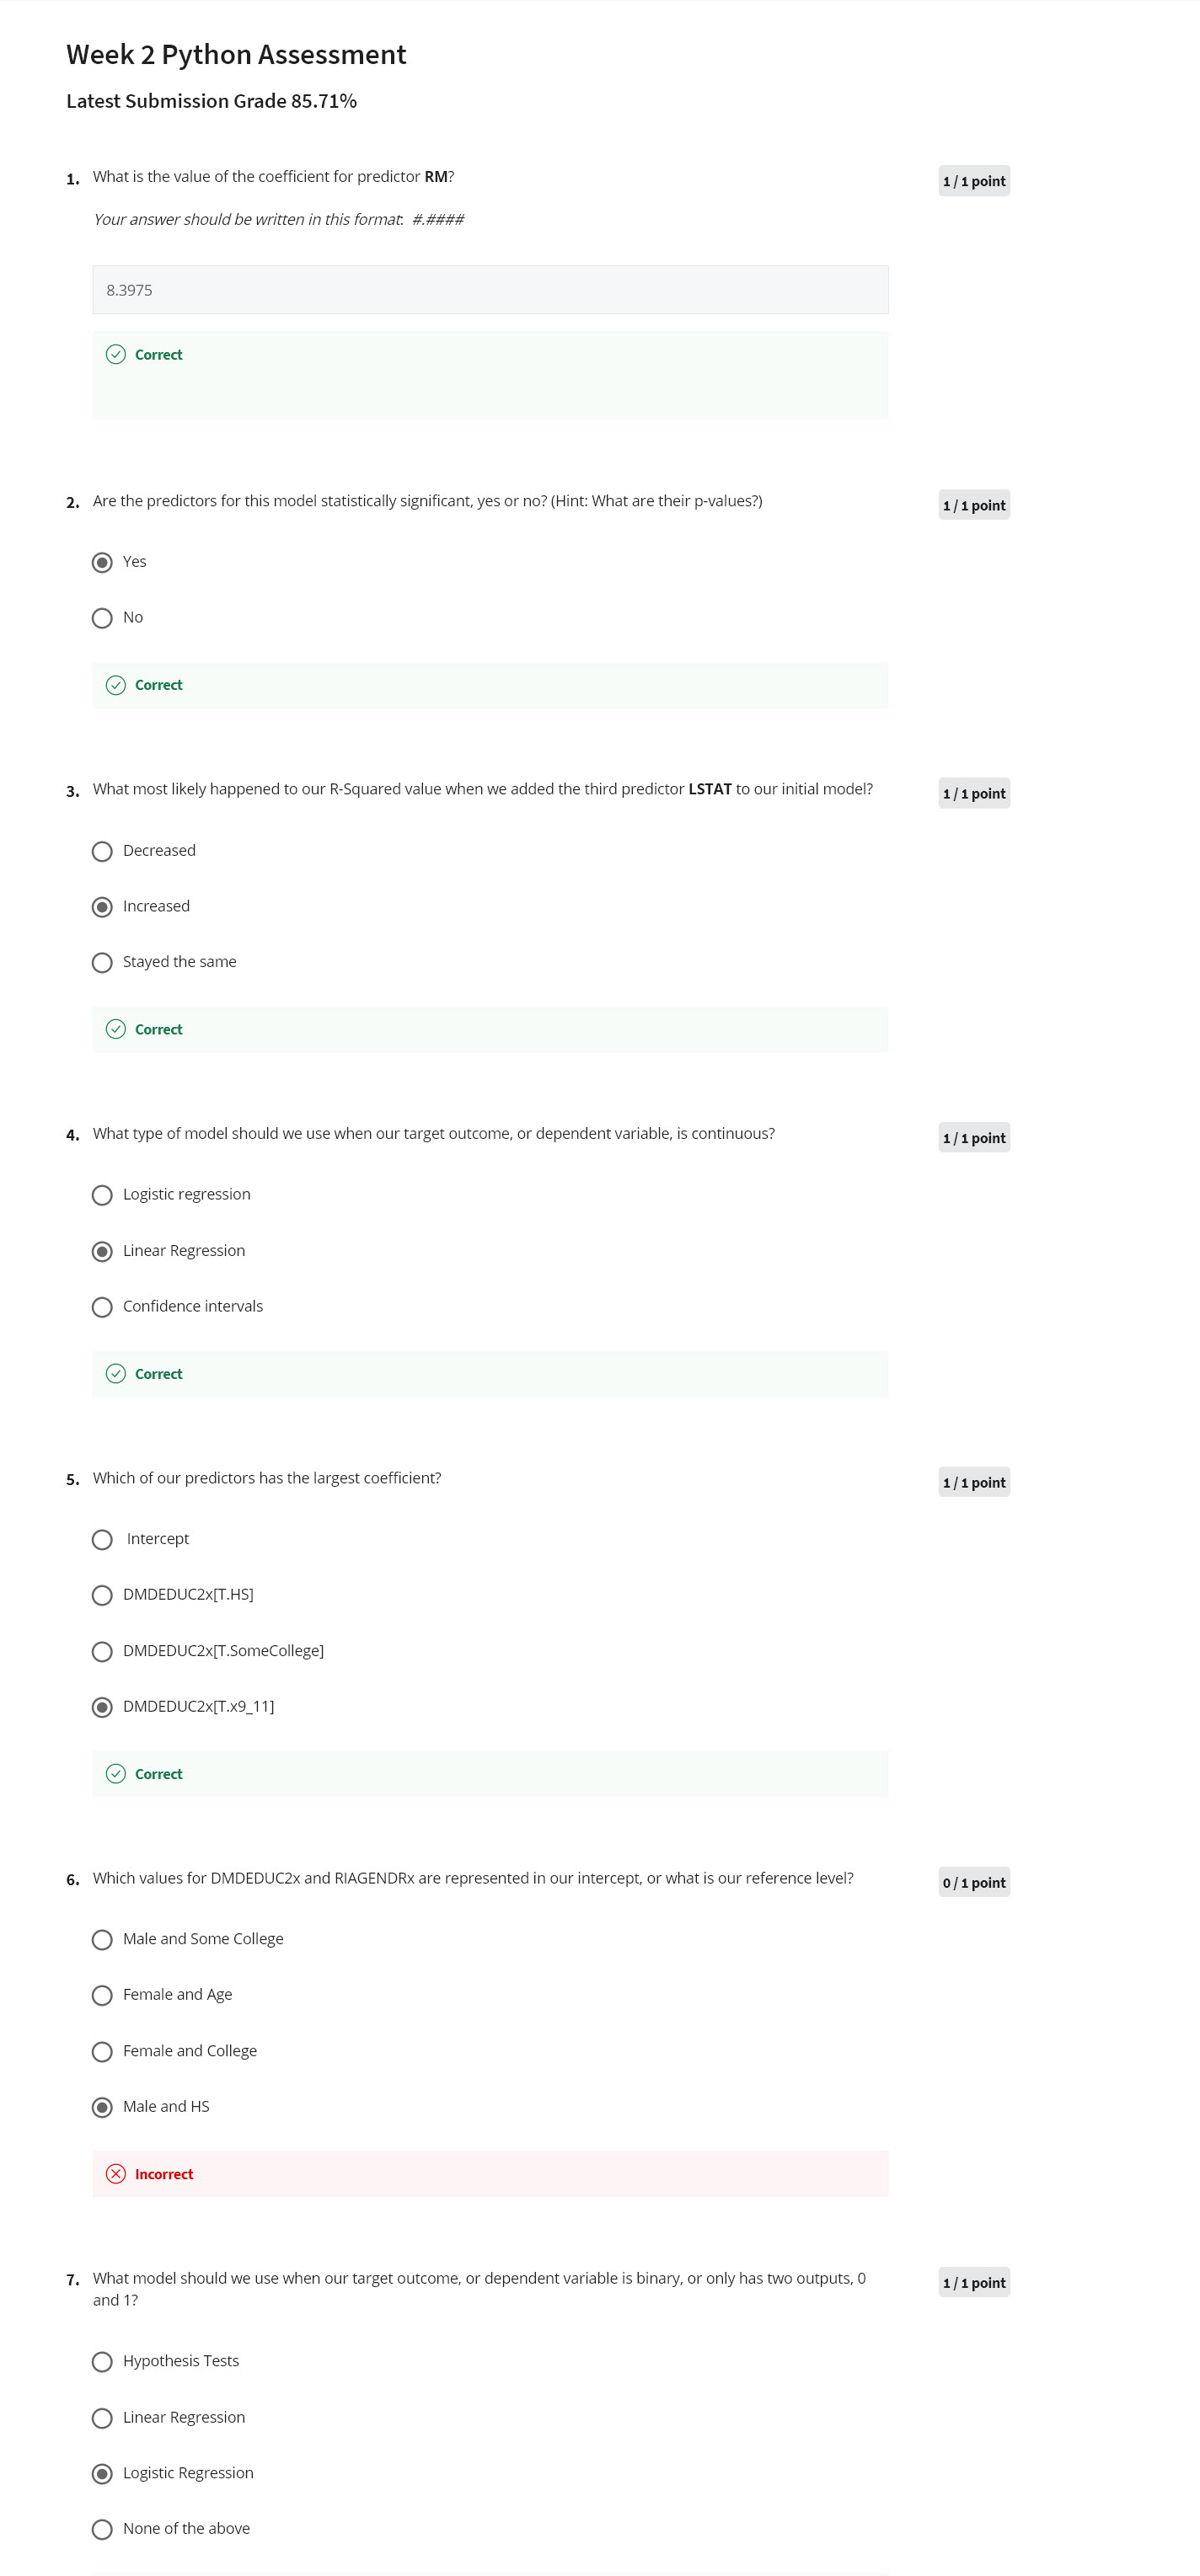 Week 2 Python Assessment
Latest Submission Grade 85.71%
1. What is the value of the coefficient for predictor RM?
1 / 1 point
Your answer should be written in this format: #.####
8.3975
Correct
2. Are the predictors for this model statistically significant, yes or no? (Hint: What are their p-values?)
1 / 1 point
Yes
No
Correct
3. What most likely happened to our R-Squared value when we added the third predictor LSTAT to our initial model?
1 / 1 point
Decreased
Increased
Stayed the same
Correct
4. What type of model should we use when our target outcome, or dependent variable, is continuous?
1 / 1 point
Logistic regression
Linear Regression
Confidence intervals
Correct
5. Which of our predictors has the largest coefficient?
1 / 1 point
Intercept
DMDEDUC2x[T.HS]
DMDEDUC2x[T.SomeCollege]
DMDEDUC2x[T.x9_11]
Correct
6. Which values for DMDEDUC2x and RIAGENDRx are represented in our intercept, or what is our reference level?
0 / 1 point
Male and Some College
Female and Age
Female and College
Male and HS
Incorrect
7. What model should we use when our target outcome, or dependent variable is binary, or only has two outputs, 0
and 1?
1 / 1 point
Hypothesis Tests
Linear Regression
Logistic Regression
None of the above